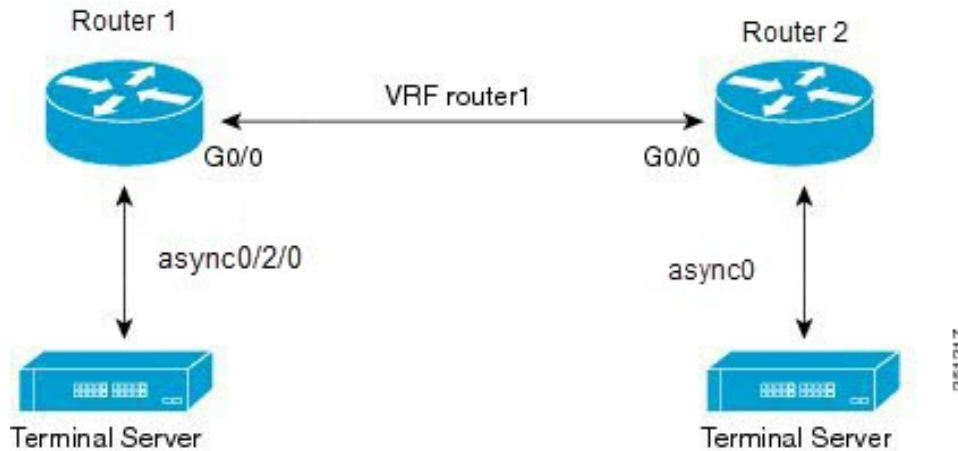 Router 1
Router 2
VRF router1
G0/0
G0/0
async0/2/0
async0
Terminal Server
Terminal Server